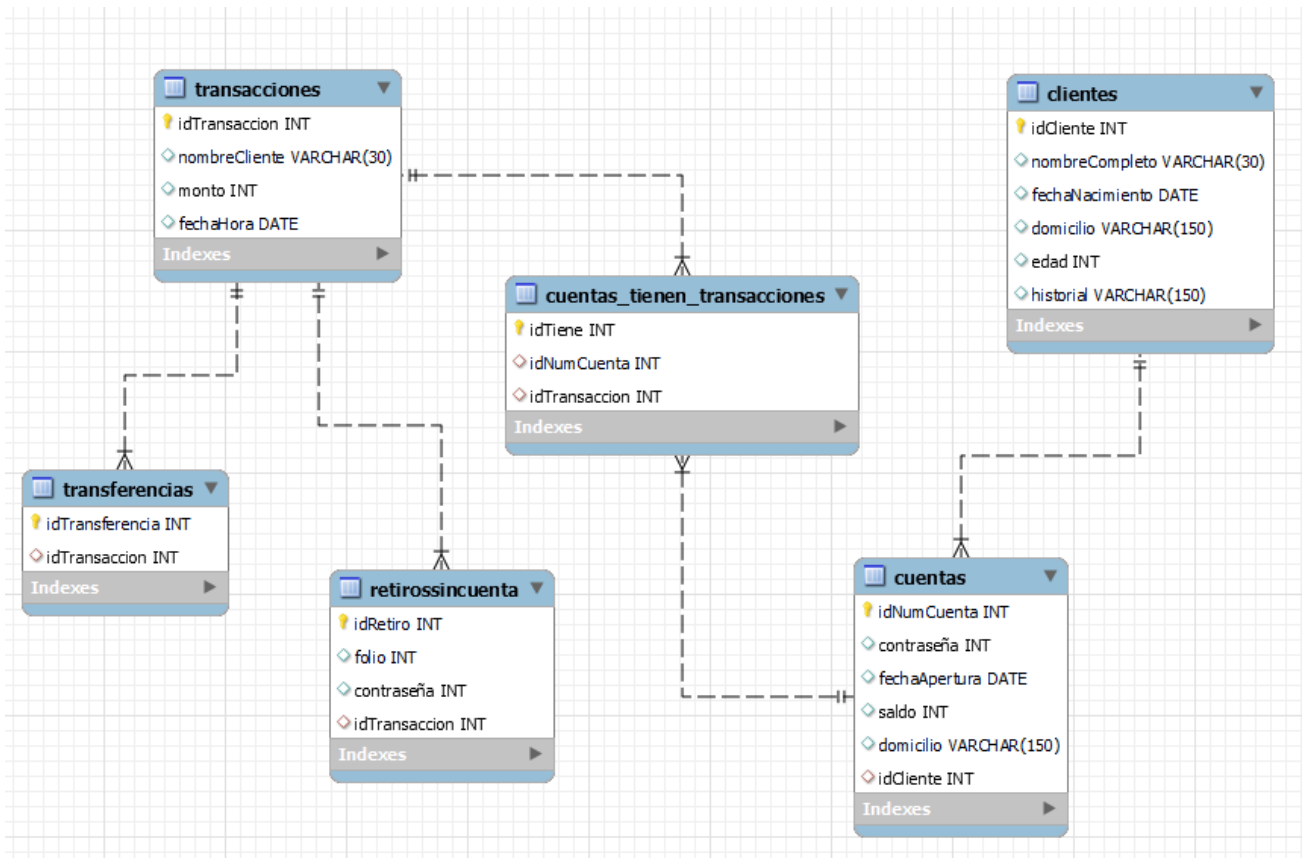 transacciones
idTransaccion INT
nombreCliente VARCHAR(30)
monto INT
fechaHora DATE
Indexes
clientes
idCliente INT
nombreCompleto VARCHAR(30)
fechaNacimiento DATE
domicilio VARCHAR(150)
edad INT
historial VARCHAR(150)
Indexes
cuentas_tienen_transacciones
idTiene INT
idNumCuenta INT
idTransaccion INT
Indexes
transferencias
idTransferencia INT
idTransaccion INT
Indexes
retirossincuenta
idRetiro INT
folio INT
contraseña INT
idTransaccion INT
Indexes
cuentas
idNumCuenta INT
contraseña INT
fechaApertura DATE
saldo INT
domicilio VARCHAR(150)
idCliente INT
Indexes